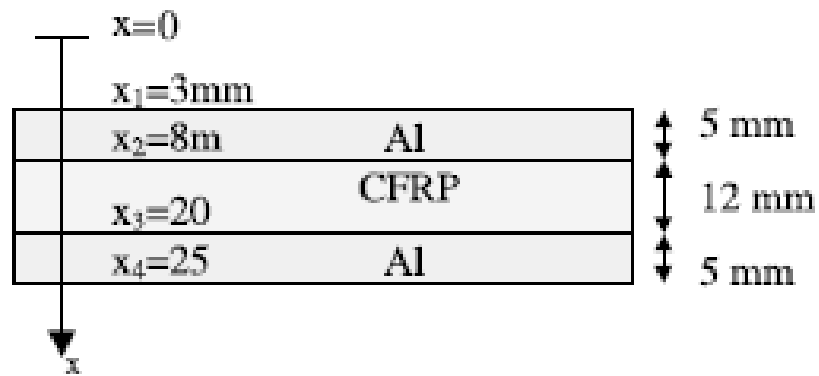 x=0
x₁=3mm
x₂=8m
Al
5 mm
CFRP
12 mm
x₃=20
x₄=25
Al
5 mm
x